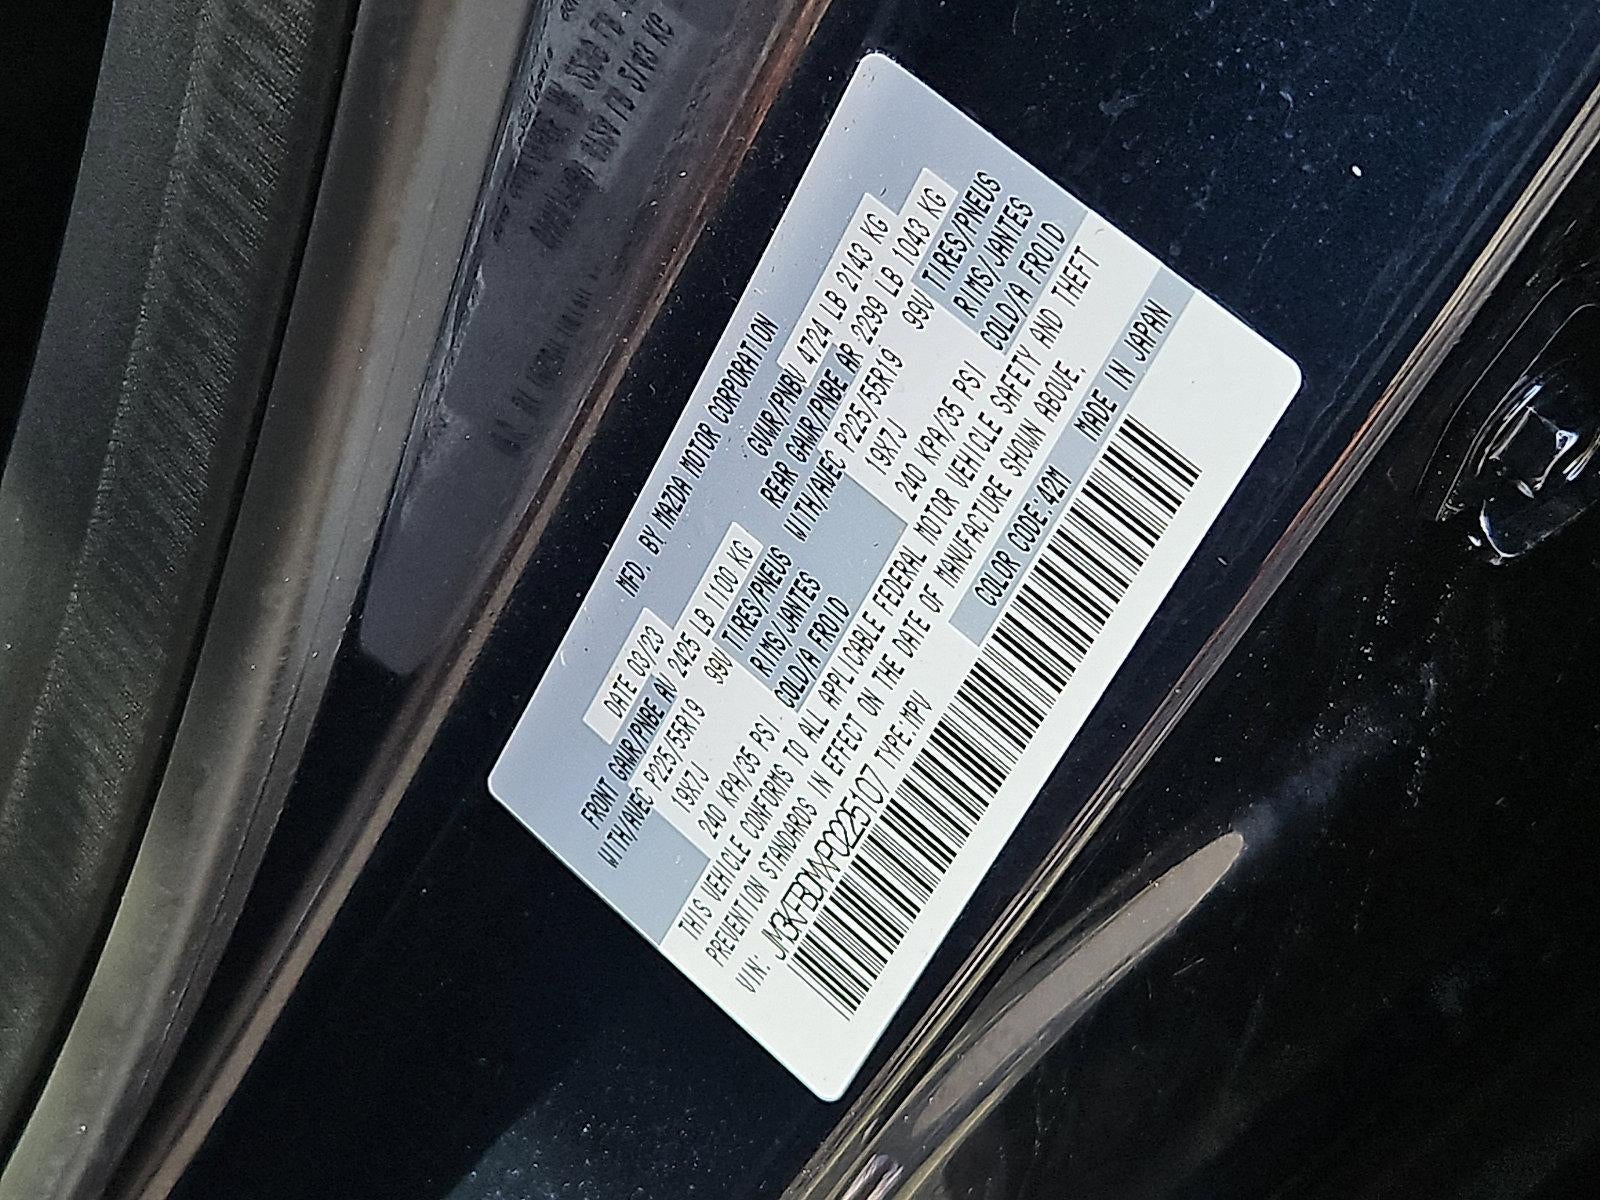 MFD. BY MAZDA MOTOR CORPORATION
DATE 03/23 GVWR/PNBV 4724 LB 2143 KG
FRONT GAWR/PNBE AV 2425 LB 1100 KG REAR GAWR/PNBE AR 2299 LB 1043 KG
WITH/AVEC P225/55R19 99V TIRES/PNEUS WITH/AVEC P225/55R19 99V TIRES/PNEUS
19X7J RIMS/JANTES 19X7J RIMS/JANTES
240 KPA/35 PSI COLD/A FROID 240 KPA/35 PSI COLD/A FROID
THIS VEHICLE CONFORMS TO ALL APPLICABLE FEDERAL MOTOR VEHICLE SAFETY AND THEFT
PREVENTION STANDARDS IN EFFECT ON THE DATE OF MANUFACTURE SHOWN ABOVE.
VIN: JM3KFBDMXP0225107 TYPE:MPV COLOR CODE:42M MADE IN JAPAN